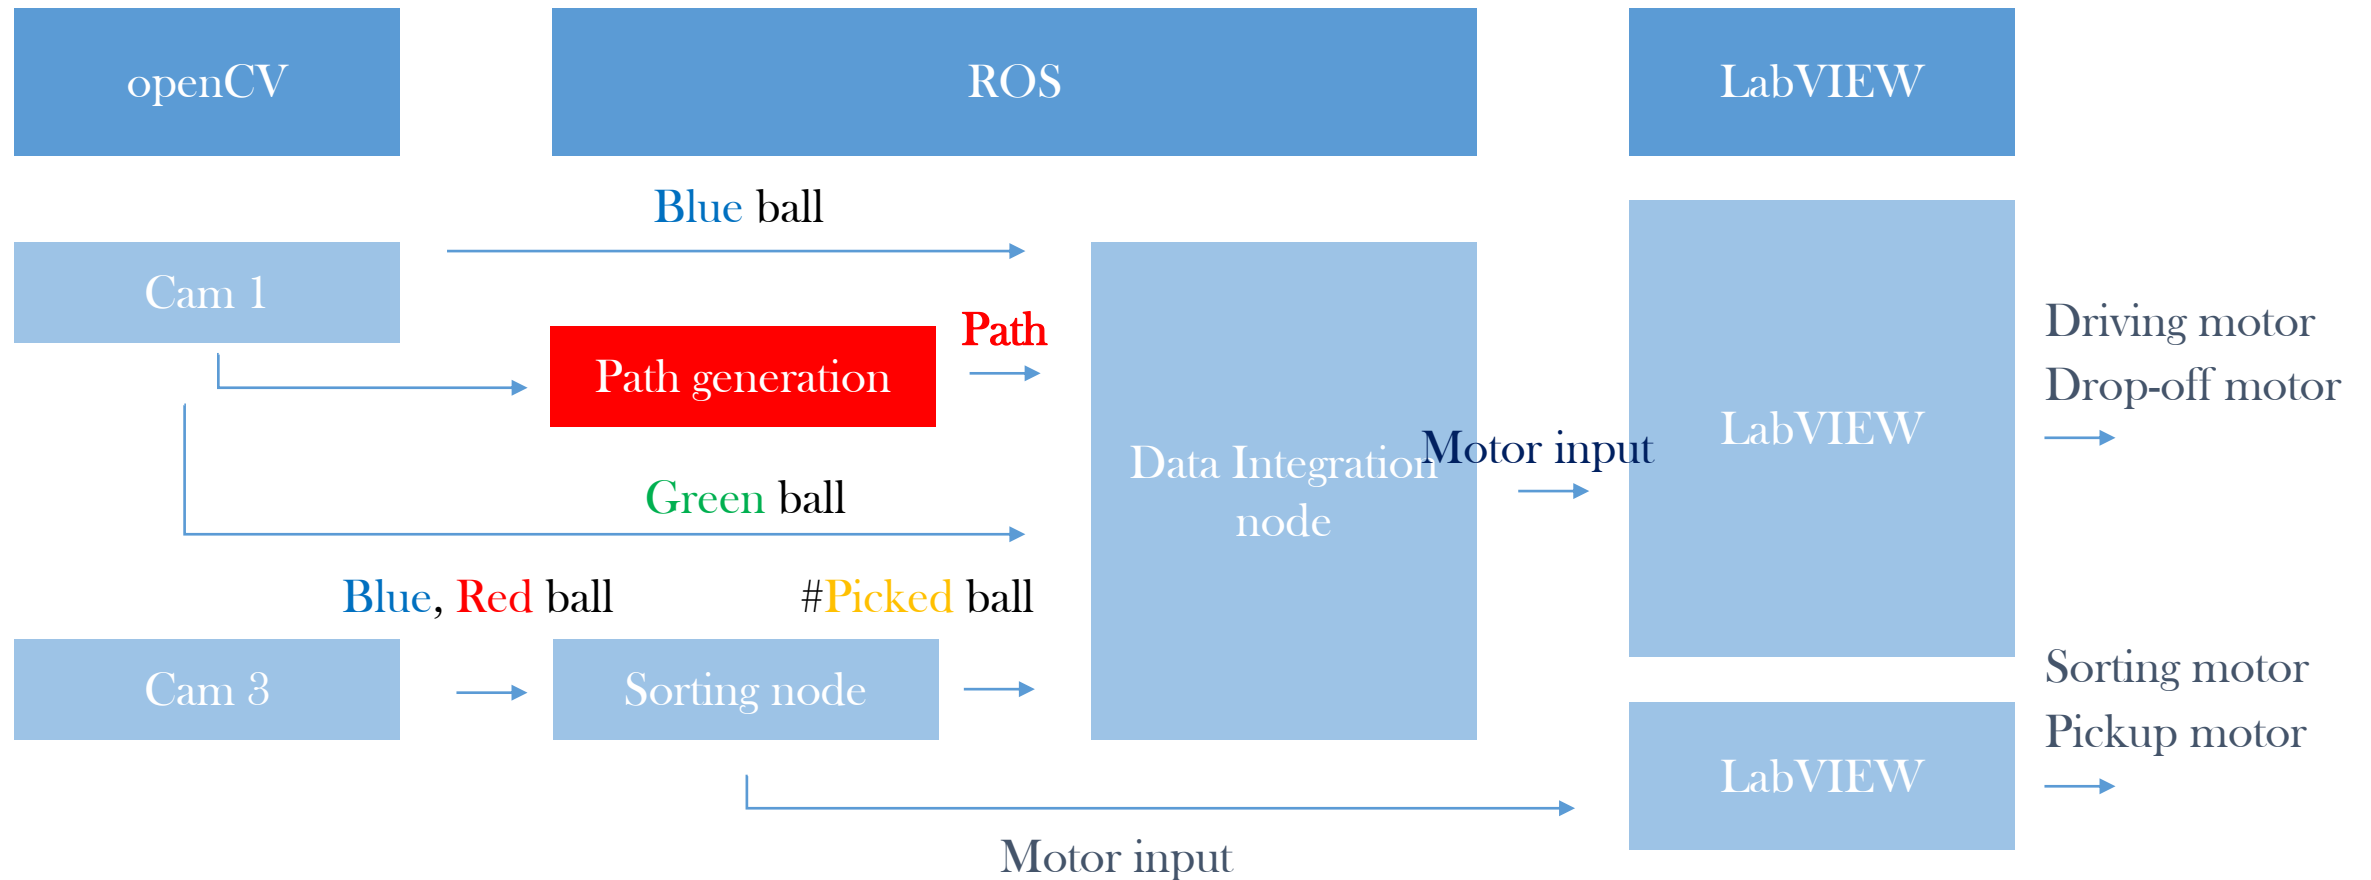 openCV
ROS
LabVIEW
Blue ball
Cam 1
Path generation
Path
Green ball
Blue, Red ball
#Picked ball
Cam 3
Sorting node
Data Integration
node
Motor input
Motor input
LabVIEW
Driving motor
Drop-off motor
LabVIEW
Sorting motor
Pickup motor